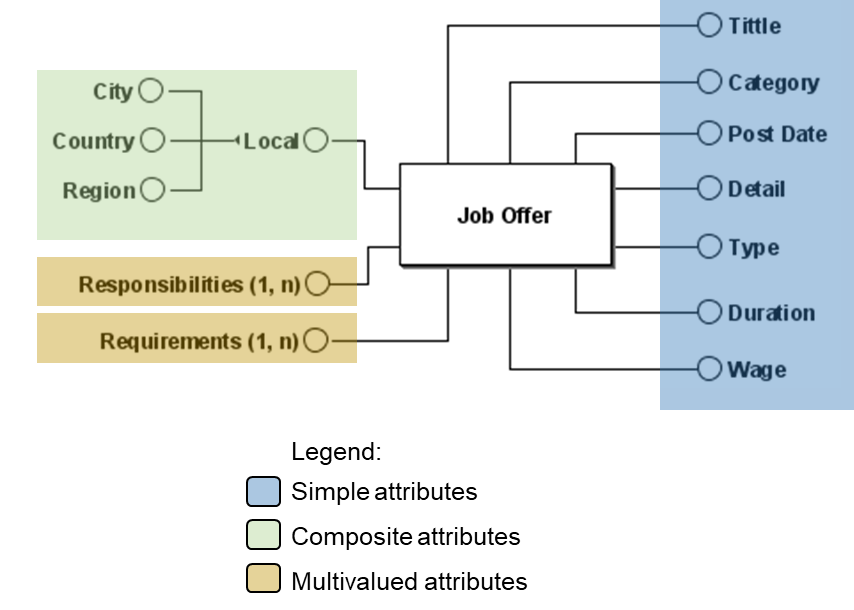 Tittle
City
Category
Country
Local
Post Date
Region
Detail
Job Offer
Type
Responsibilities (1, n)
Duration
Requirements (1, n)
Wage
Legend:
Simple attributes
Composite attributes
Multivalued attributes